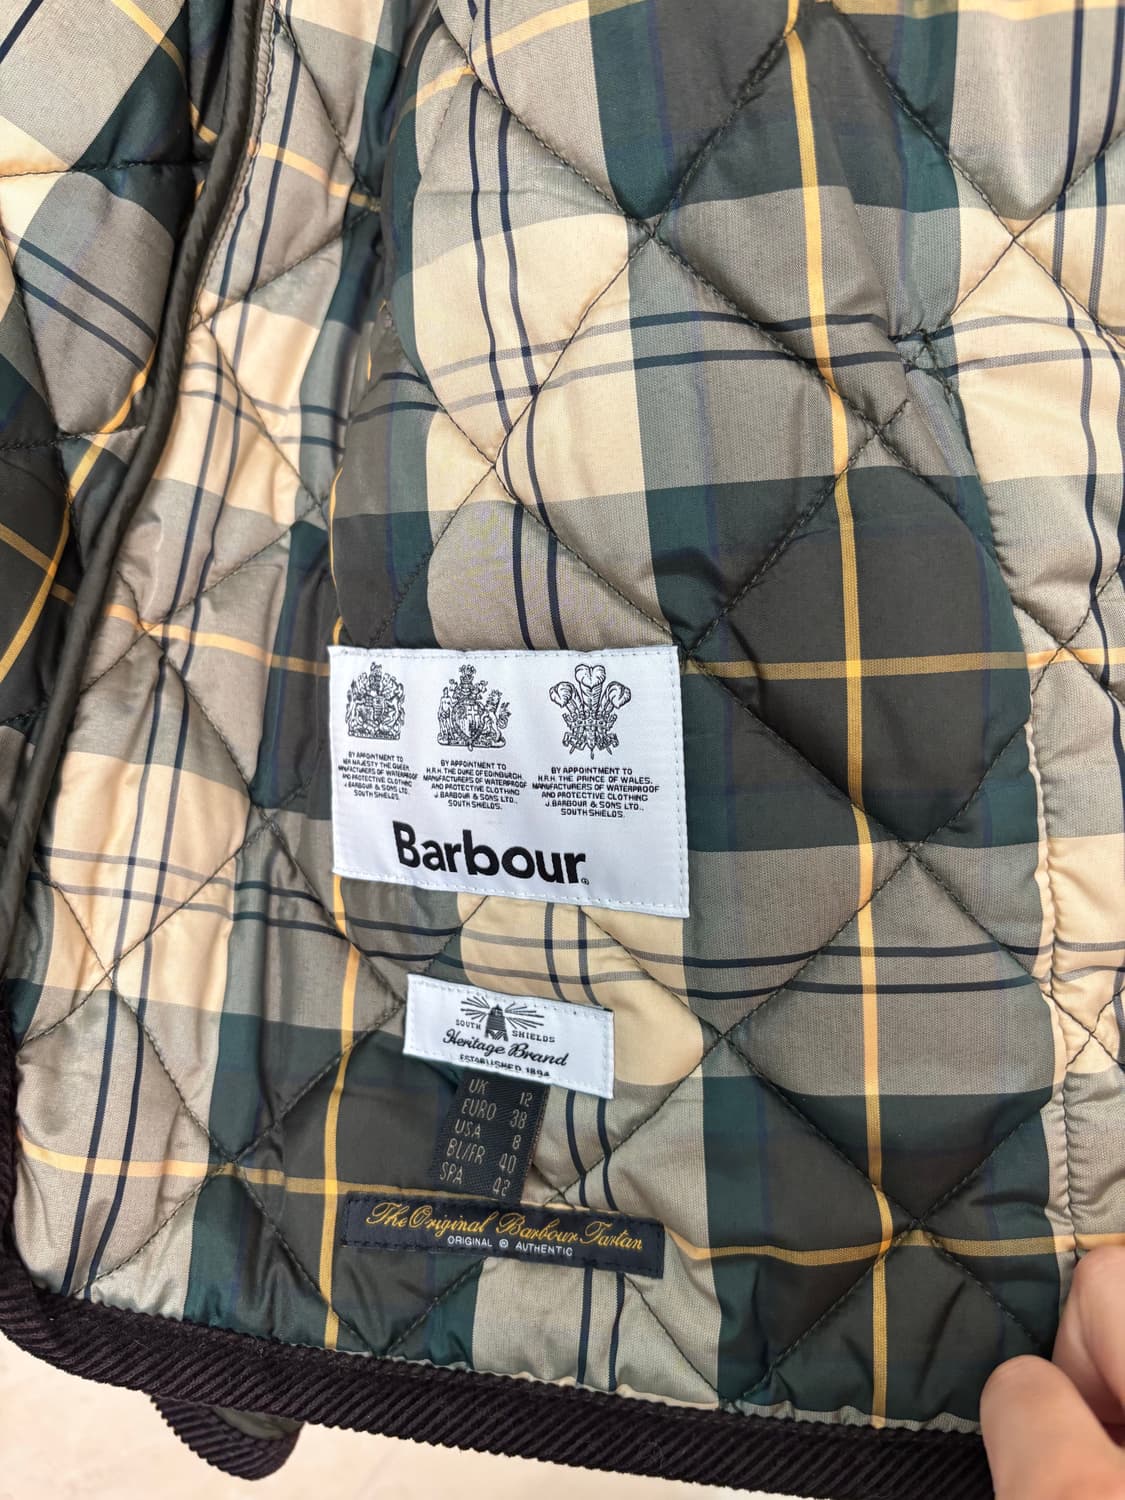 BY APPOINTMENT TO
HER MAJESTY THE QUEEN
MANUFACTURERS OF WATERPROOF
AND PROTECTIVE CLOTHING
J. BARBOUR & SONS LTD.
SOUTH SHIELDS.
BY APPOINTMENT TO
H.R.H. THE DUKE OF EDINBURGH.
MANUFACTURERS OF WATERPROOF
AND PROTECTIVE CLOTHING
J. BARBOUR & SONS LTD.,
SOUTH SHIELDS.
BY APPOINTMENT TO
H.R.H. THE PRINCE OF WALES.
MANUFACTURERS OF WATERPROOF
AND PROTECTIVE CLOTHING
J. BARBOUR & SONS LTD.,
SOUTH SHIELDS.
Barbour®
SOUTH SHIELDS
Heritage Brand
ESTABLISHED 1894
UK 12
EURO 38
USA 8
BL/FR 40
SPA 42
The Original Barbour Tartan
ORIGINAL ® AUTHENTIC